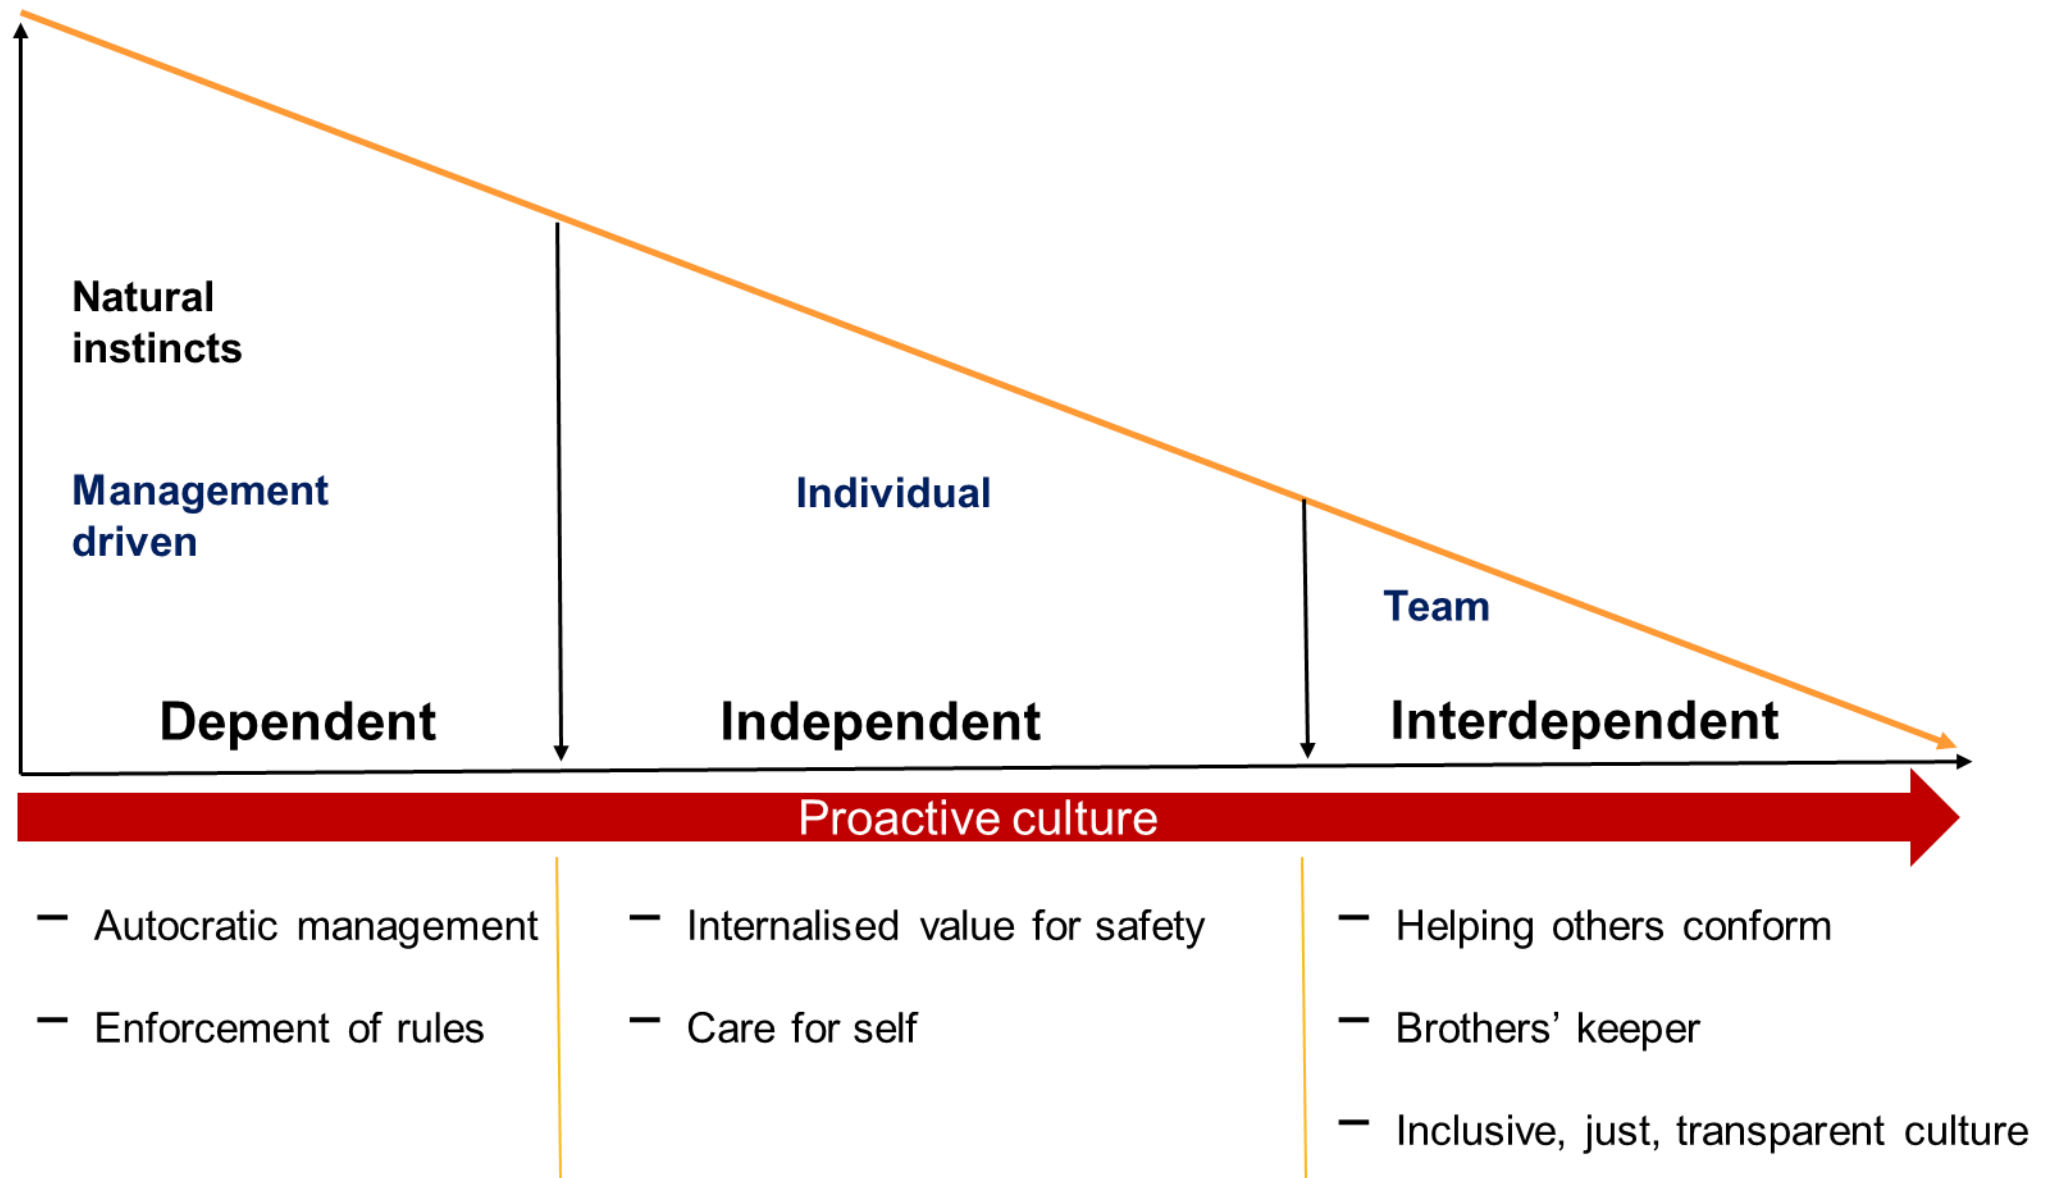 Natural
instincts
Management
driven
Individual
Team
Dependent
Independent
Interdependent
Proactive culture
– Autocratic management
– Enforcement of rules
– Internalised value for safety
– Care for self
– Helping others conform
– Brothers’ keeper
– Inclusive, just, transparent culture